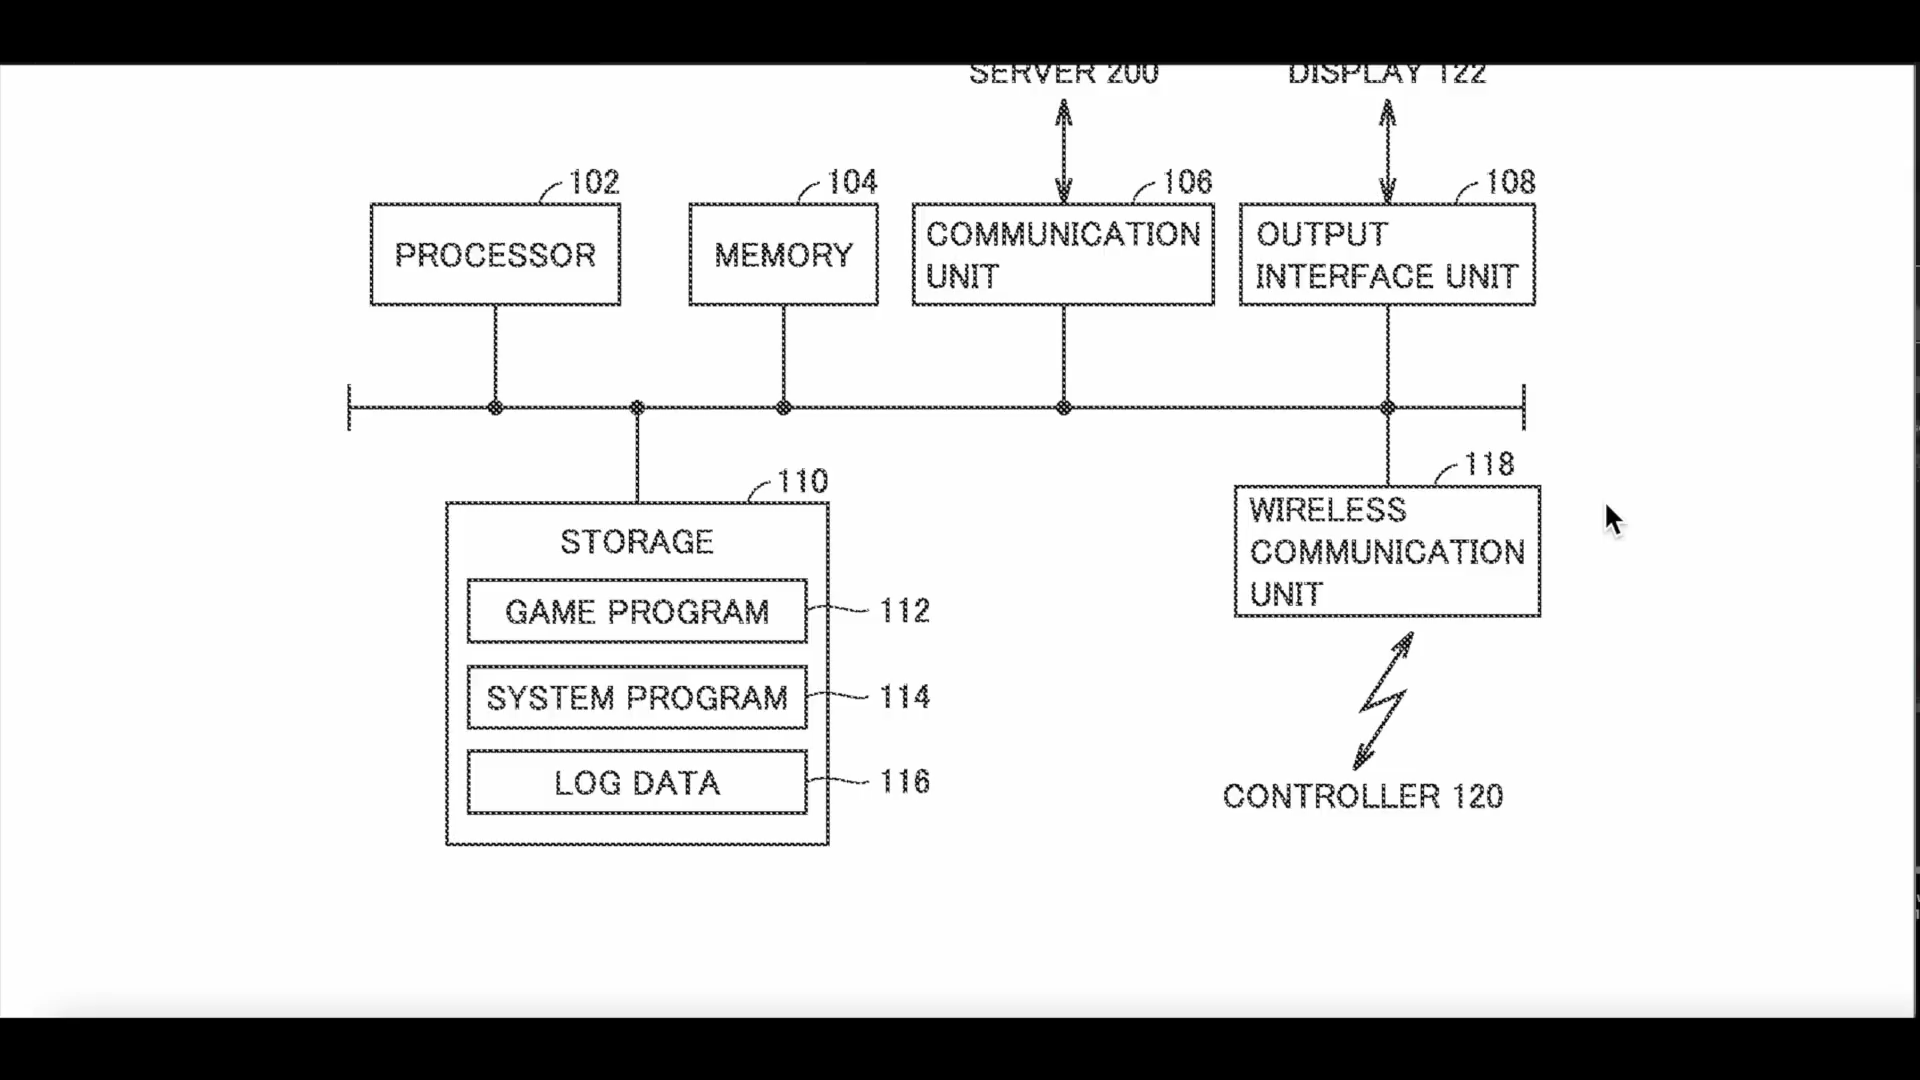 SERVER 200
DISPLAY 122
102
104
106
108
PROCESSOR
MEMORY
COMMUNICATION
UNIT
OUTPUT
INTERFACE UNIT
110
118
STORAGE
WIRELESS
COMMUNICATION
UNIT
GAME PROGRAM
112
SYSTEM PROGRAM
114
LOG DATA
116
CONTROLLER 120